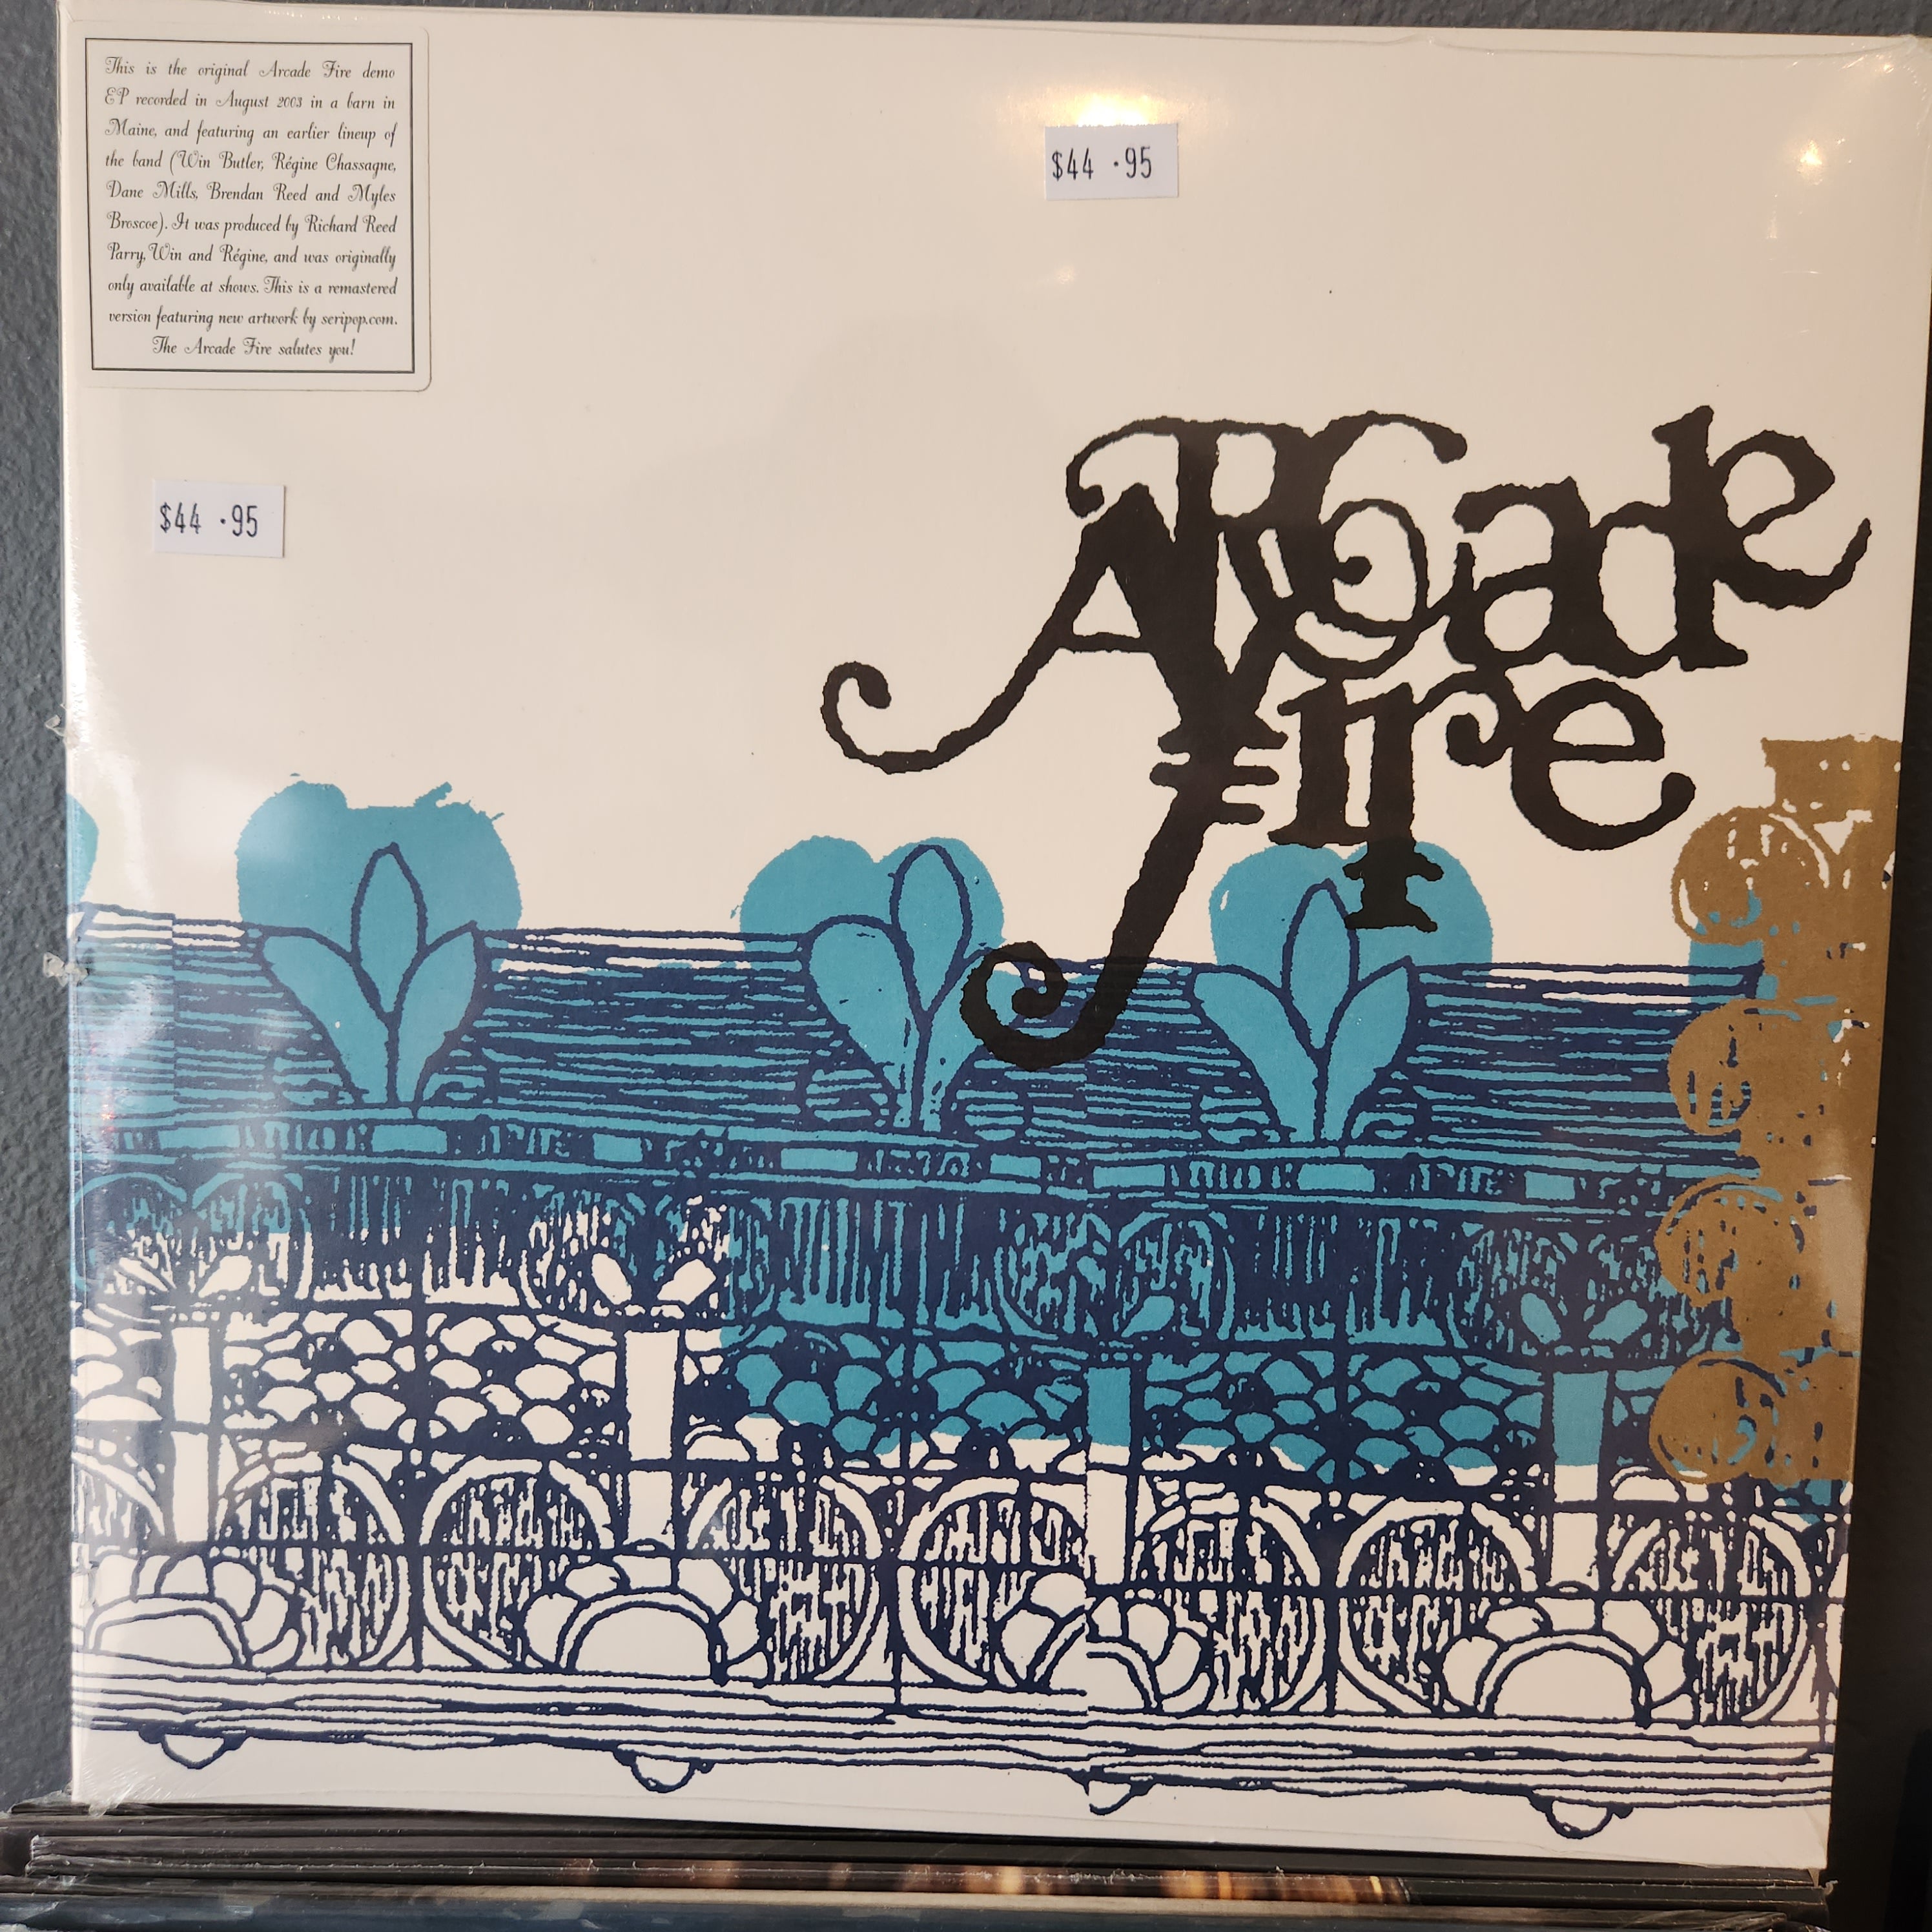 This is the original Arcade Fire demo
EP recorded in August 2003 in a barn in
Maine, and featuring an earlier lineup of
the band (Win Butler, Régine Chassagne,
Dane Mills, Brendan Reed and Myles
Broscoe). It was produced by Richard Reed
Parry, Win and Régine, and was originally
only available at shows. This is a remastered
version featuring new artwork by seripop.com.
The Arcade Fire salutes you!
$44.95
$44.95
ARCade
fire